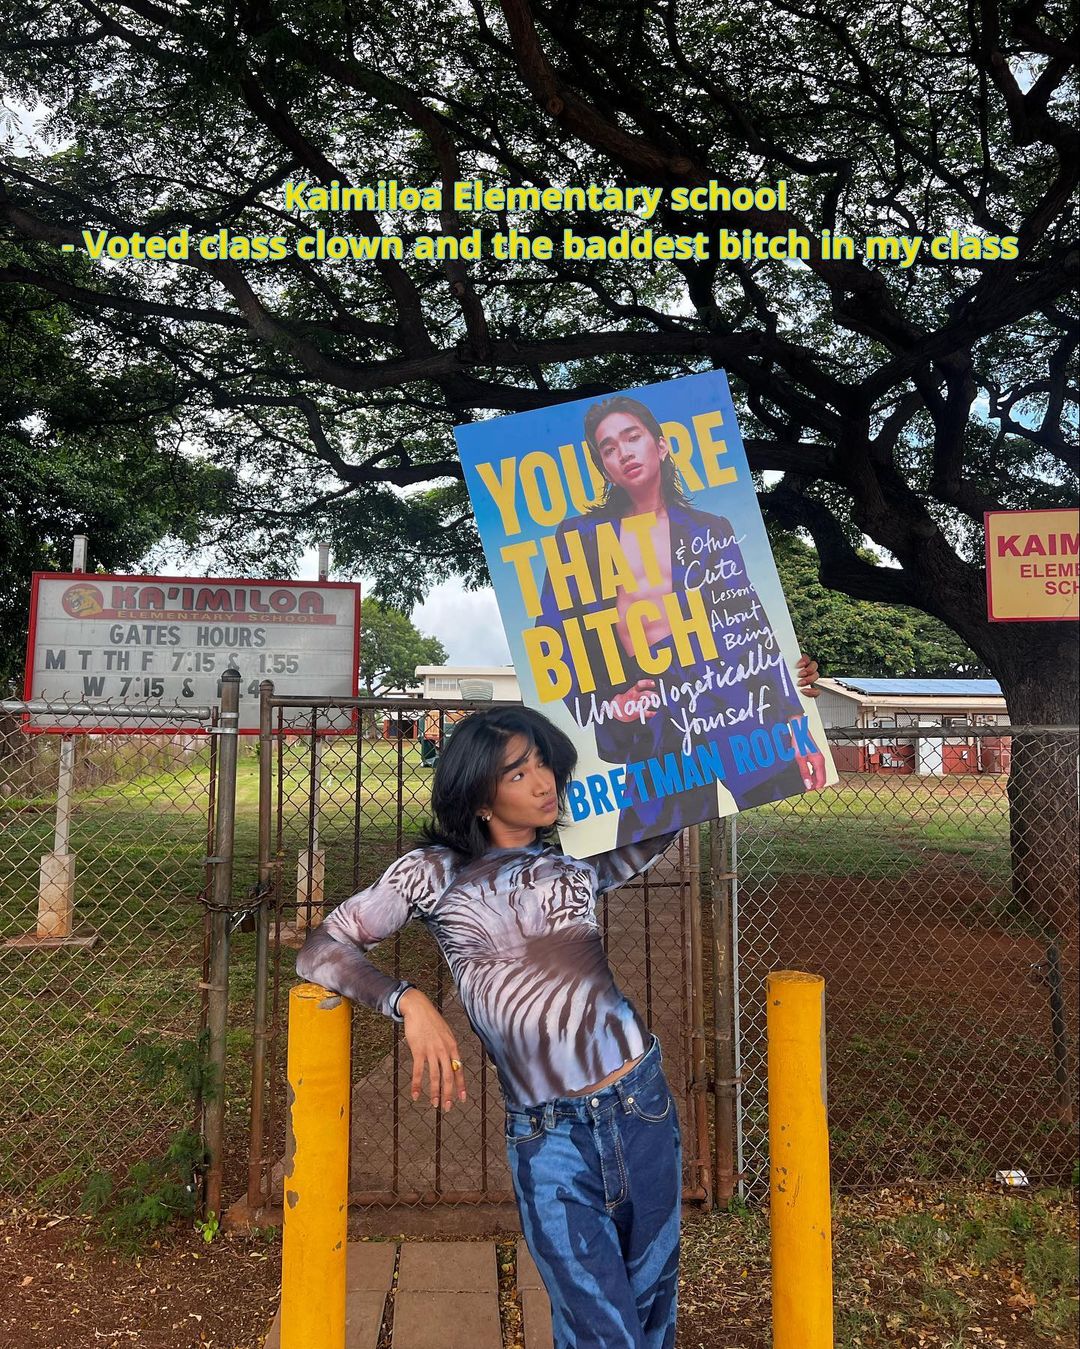 Kaimiloa Elementary school
- Voted class clown and the baddest bitch in my class
YOU'RE
THAT
BITCH
& Other
Cute
Lessons
About
Being
Unapologetically
Yourself
BRETMAN ROCK
KA'IMILOA
ELEMENTARY SCHOOL
GATES HOURS
M T TH F 7:15 & 1:55
W 7:15 &
KAIM
ELEME
SCH